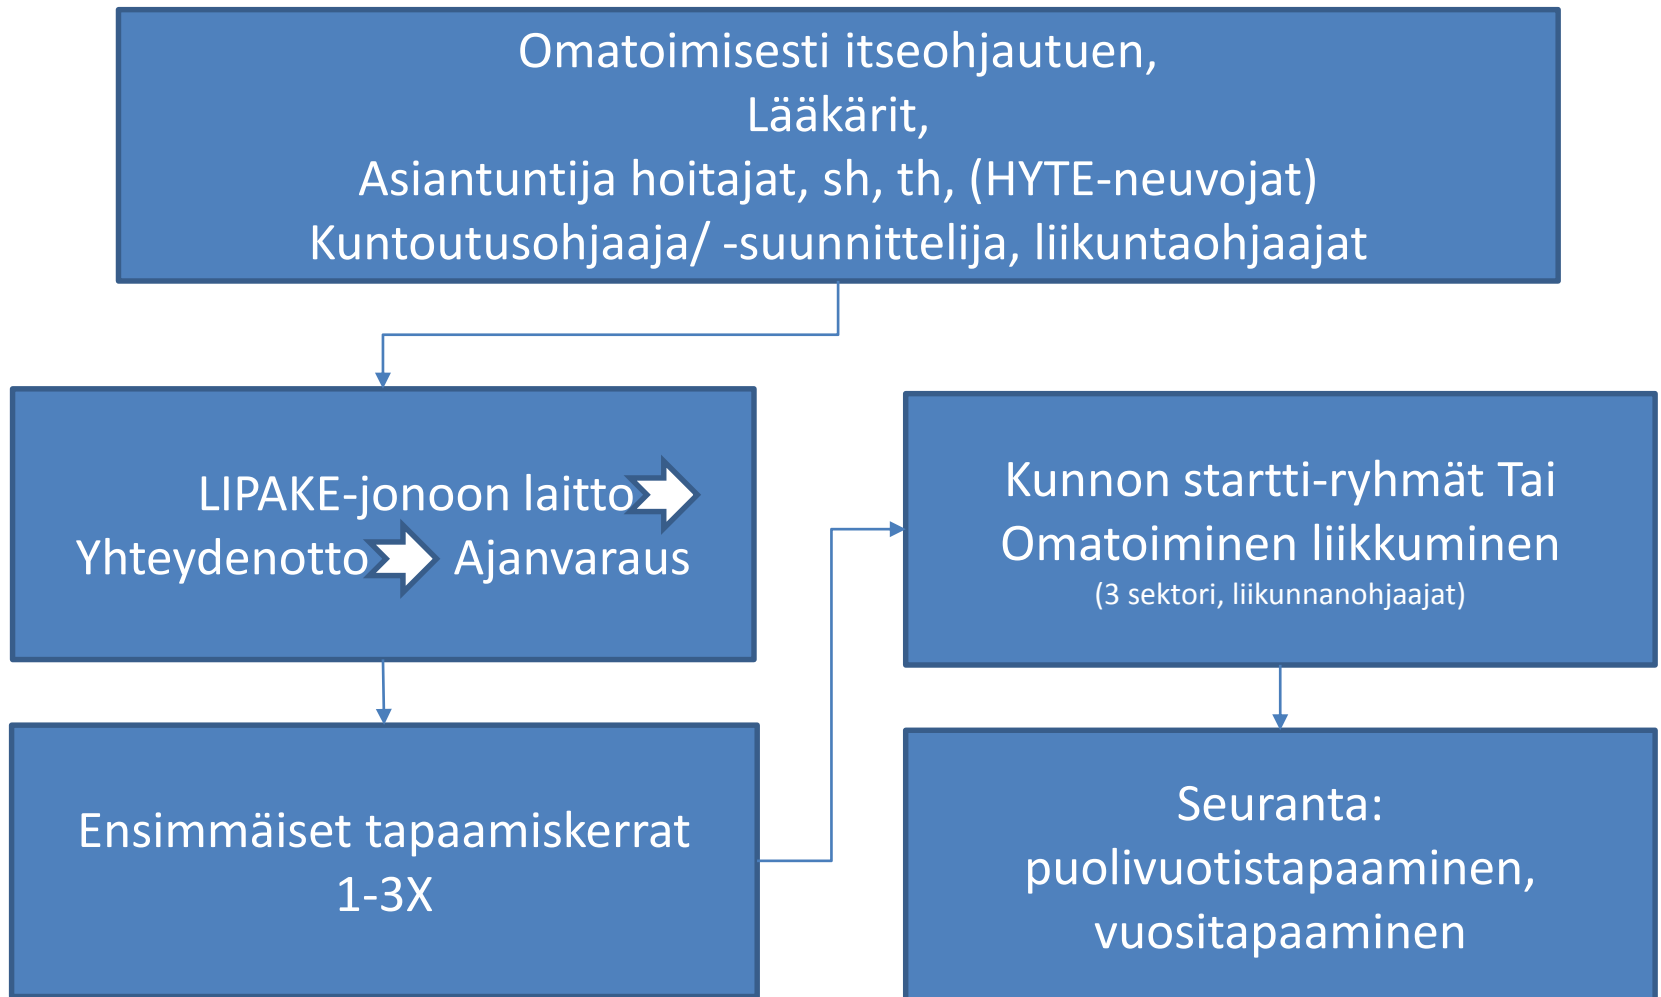 Omatoimisesti itseohjautuen,
Lääkärit,
Asiantuntija hoitajat, sh, th, (HYTE-neuvojat)
Kuntoutusohjaaja/ -suunnittelija, liikuntaohjaajat
LIPAKE-jonoon laitto
Yhteydenotto Ajanvaraus
Ensimmäiset tapaamiskerrat
1-3X
Kunnon startti-ryhmät Tai
Omatoiminen liikkuminen
(3 sektori, liikunnanohjaajat)
Seuranta:
puolivuotistapaaminen,
vuositapaaminen